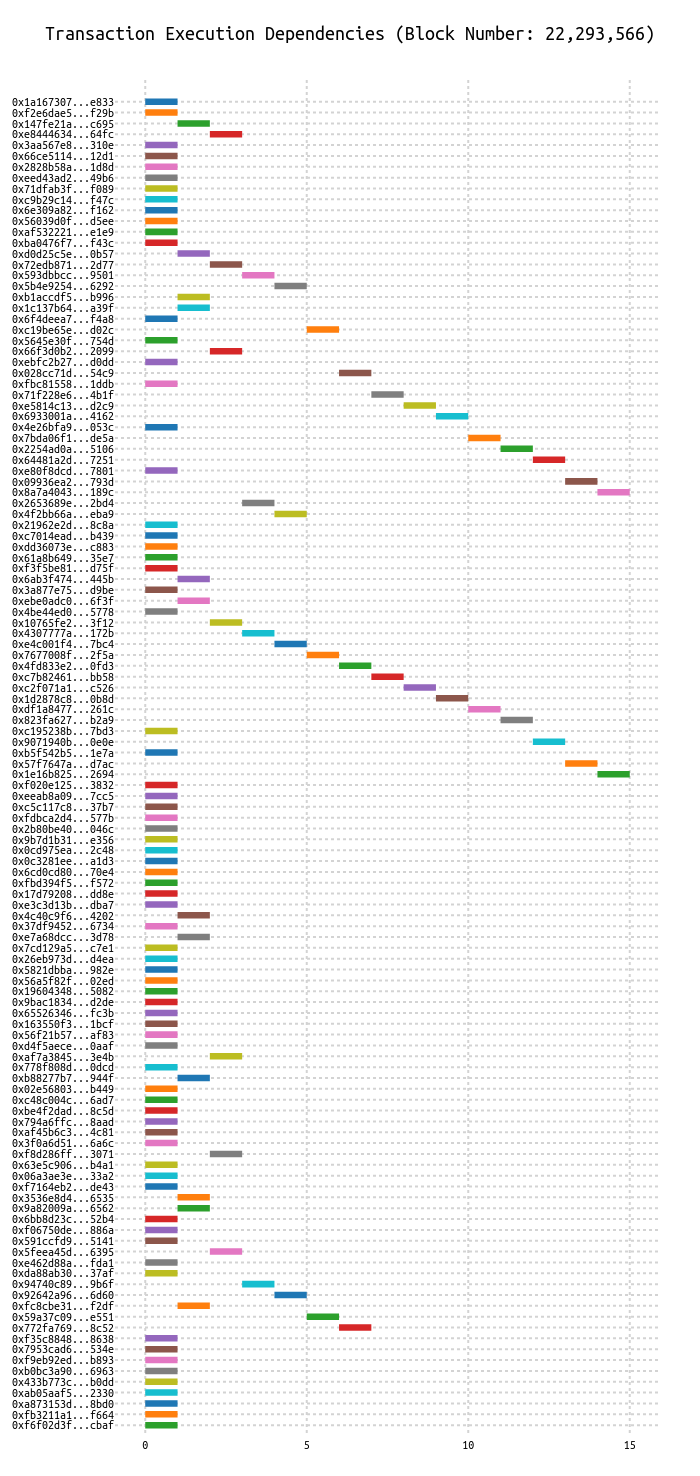 Transaction Execution Dependencies (Block Number: 22,293,566)
0x1a167307...e833
0xf2e6dae5...f29b
0x147fe21a...c695
0xe8444634...64fc
0x3aa567e8...310e
0x66ce5114...12d1
0x2828b58a...1d8d
0xeed43ad2...49b6
0x71dfab3f...f089
0xc9b29c14...f47c
0x6e309a82...f162
0x56039d0f...d5ee
0xaf532221...e1e9
0xba0476f7...f43c
0xd0d25c5e...0b57
0x72edb871...2d77
0x593dbbcc...9501
0x5b4e9254...6292
0xb1accdf5...b996
0x1c137b64...a39f
0x6f4deea7...f4a8
0xc19be65e...d02c
0x5645e30f...754d
0x66f3d0b2...2099
0xebfc2b27...d0dd
0x028cc71d...54c9
0xfbc81558...1ddb
0x71f228e6...4b1f
0xe5814c13...d2c9
0x6933001a...4162
0x4e26bfa9...053c
0x7bda06f1...de5a
0x2254ad0a...5106
0x64481a2d...7251
0xe80f8dcd...7801
0x09936ea2...793d
0x8a7a4043...189c
0x2653689e...2bd4
0x4f2bb66a...eba9
0x21962e2d...8c8a
0xc7014ead...b439
0xdd36073e...c883
0x61a8b649...35e7
0xf3f5be81...d75f
0x6ab3f474...445b
0x3a877e75...d9be
0xebe0adc0...6f3f
0x4be44ed0...5778
0x10765fe2...3f12
0x4307777a...172b
0xe4c001f4...7bc4
0x7677008f...2f5a
0x4fd833e2...0fd3
0xc7b82461...bb58
0xc2f071a1...c526
0x1d2878c8...0b8d
0xdf1a8477...261c
0x823fa627...b2a9
0xc195238b...7bd3
0x9071940b...0e0e
0xb5f542b5...1e7a
0x57f7647a...d7ac
0x1e16b825...2694
0xf020e125...3832
0xeeab8a09...7cc5
0xc5c117c8...37b7
0xfdbca2d4...577b
0x2b80be40...046c
0x9b7d1b31...e356
0x0cd975ea...2c48
0x0c3281ee...a1d3
0x6cd0cd80...70e4
0xfbd394f5...f572
0x17d79208...dd8e
0xe3c3d13b...dba7
0x4c40c9f6...4202
0x37df9452...6734
0xe7a68dcc...3d78
0x7cd129a5...c7e1
0x26eb973d...d4ea
0x5821dbba...982e
0x56a5f82f...02ed
0x19604348...5082
0x9bac1834...d2de
0x65526346...fc3b
0x163550f3...1bcf
0x56f21b57...af83
0xd4f5aece...0aaf
0xaf7a3845...3e4b
0x778f808d...0dcd
0xb88277b7...944f
0x02e56803...b449
0xc48c004c...6ad7
0xbe4f2dad...8c5d
0x794a6ffc...8aad
0xaf45b6c3...4c81
0x3f0a6d51...6a6c
0xf8d286ff...3071
0x63e5c906...b4a1
0x06a3ae3e...33a2
0xf7164eb2...de43
0x3536e8d4...6535
0x9a82009a...6562
0x6bb8d23c...52b4
0xf06750de...886a
0x591ccfd9...5141
0x5feea45d...6395
0xe462d88a...fda1
0xda88ab30...37af
0x94740c89...9b6f
0x92642a96...6d60
0xfc8cbe31...f2df
0x59a37c09...e551
0x772fa769...8c52
0xf35c8848...8638
0x7953cad6...534e
0xf9eb92ed...b893
0xb0bc3a90...6963
0x433b773c...b0dd
0xab05aaf5...2330
0xa873153d...8bd0
0xfb3211a1...f664
0xf6f02d3f...cbaf
0 5 10 15